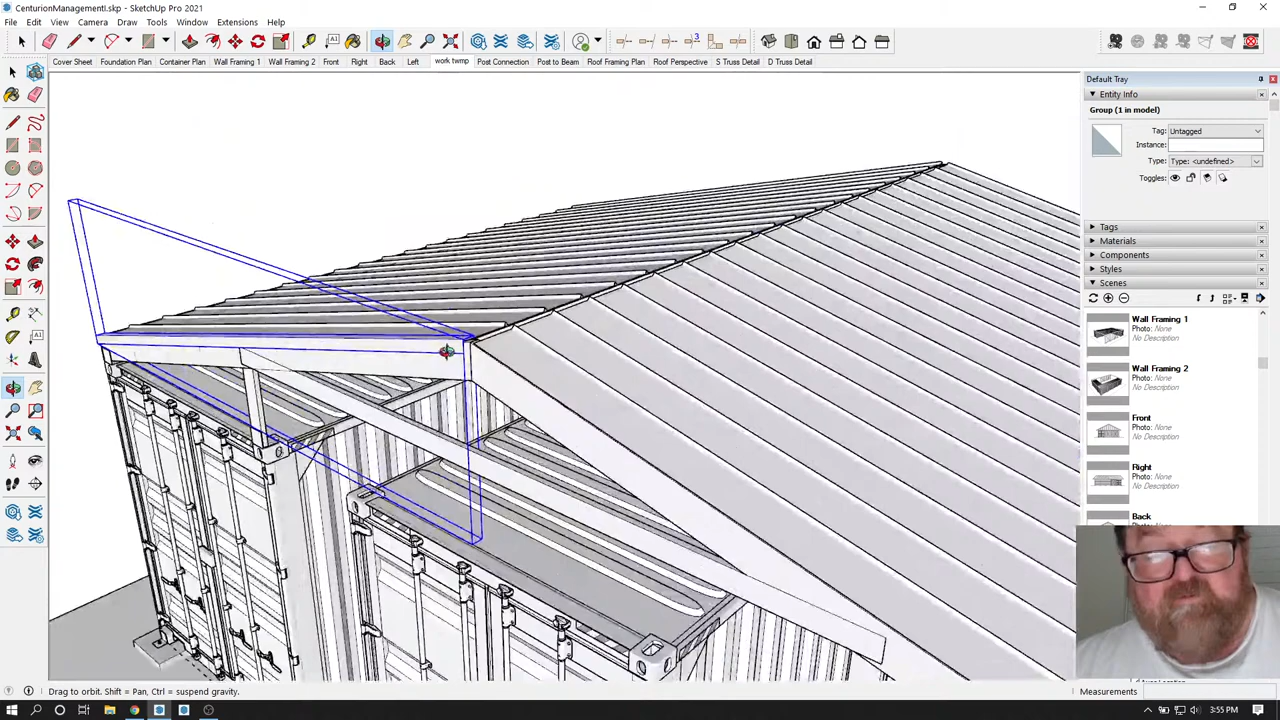 CenturionManagementI.skp - SketchUp Pro 2021
File Edit View Camera Draw Tools Window Extensions Help
Cover Sheet Foundation Plan Container Plan Wall Framing 1 Wall Framing 2 Front Right Back Left work twmp Post Connection Post to Beam Roof Framing Plan Roof Perspective S Truss Detail D Truss Detail
Default Tray
Entity Info
Group (1 in model)
Tag: Untagged
Instance:
Type: Type: <undefined>
Toggles:
Tags
Materials
Components
Styles
Scenes
Wall Framing 1
Photo: None
No Description
Wall Framing 2
Photo: None
No Description
Front
Photo: None
No Description
Right
Photo: None
No Description
Back
Drag to orbit. Shift = Pan, Ctrl = suspend gravity.
Measurements
3:55 PM